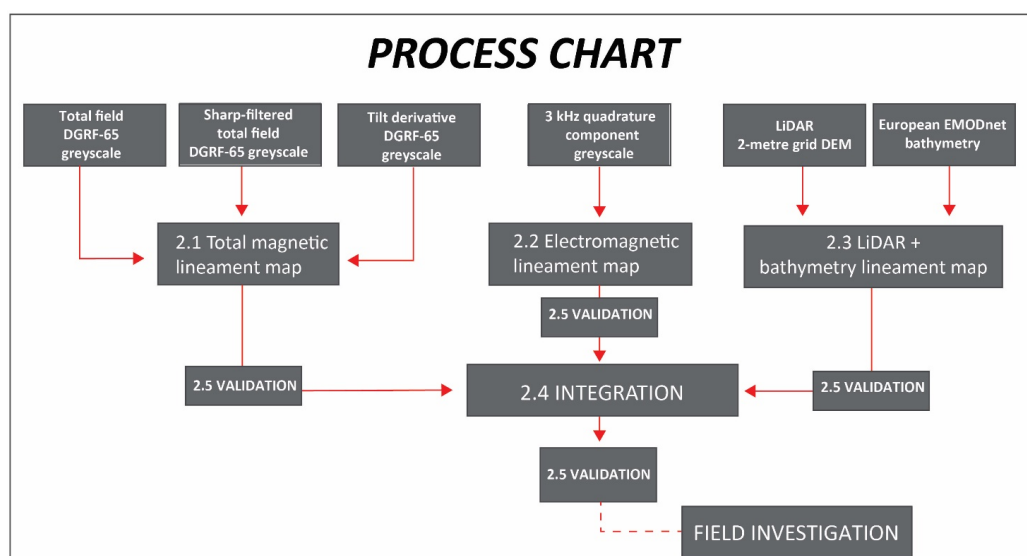 PROCESS CHART
Total field
DGRF-65
greyscale
Sharp-filtered
total field
DGRF-65 greyscale
Tilt derivative
DGRF-65
greyscale
3 kHz quadrature
component
greyscale
LiDAR
2-metre grid DEM
European EMODnet
bathymetry
2.1 Total magnetic
lineament map
2.2 Electromagnetic
lineament map
2.3 LiDAR +
bathymetry lineament map
2.5 VALIDATION
2.5 VALIDATION
2.5 VALIDATION
2.4 INTEGRATION
2.5 VALIDATION
FIELD INVESTIGATION